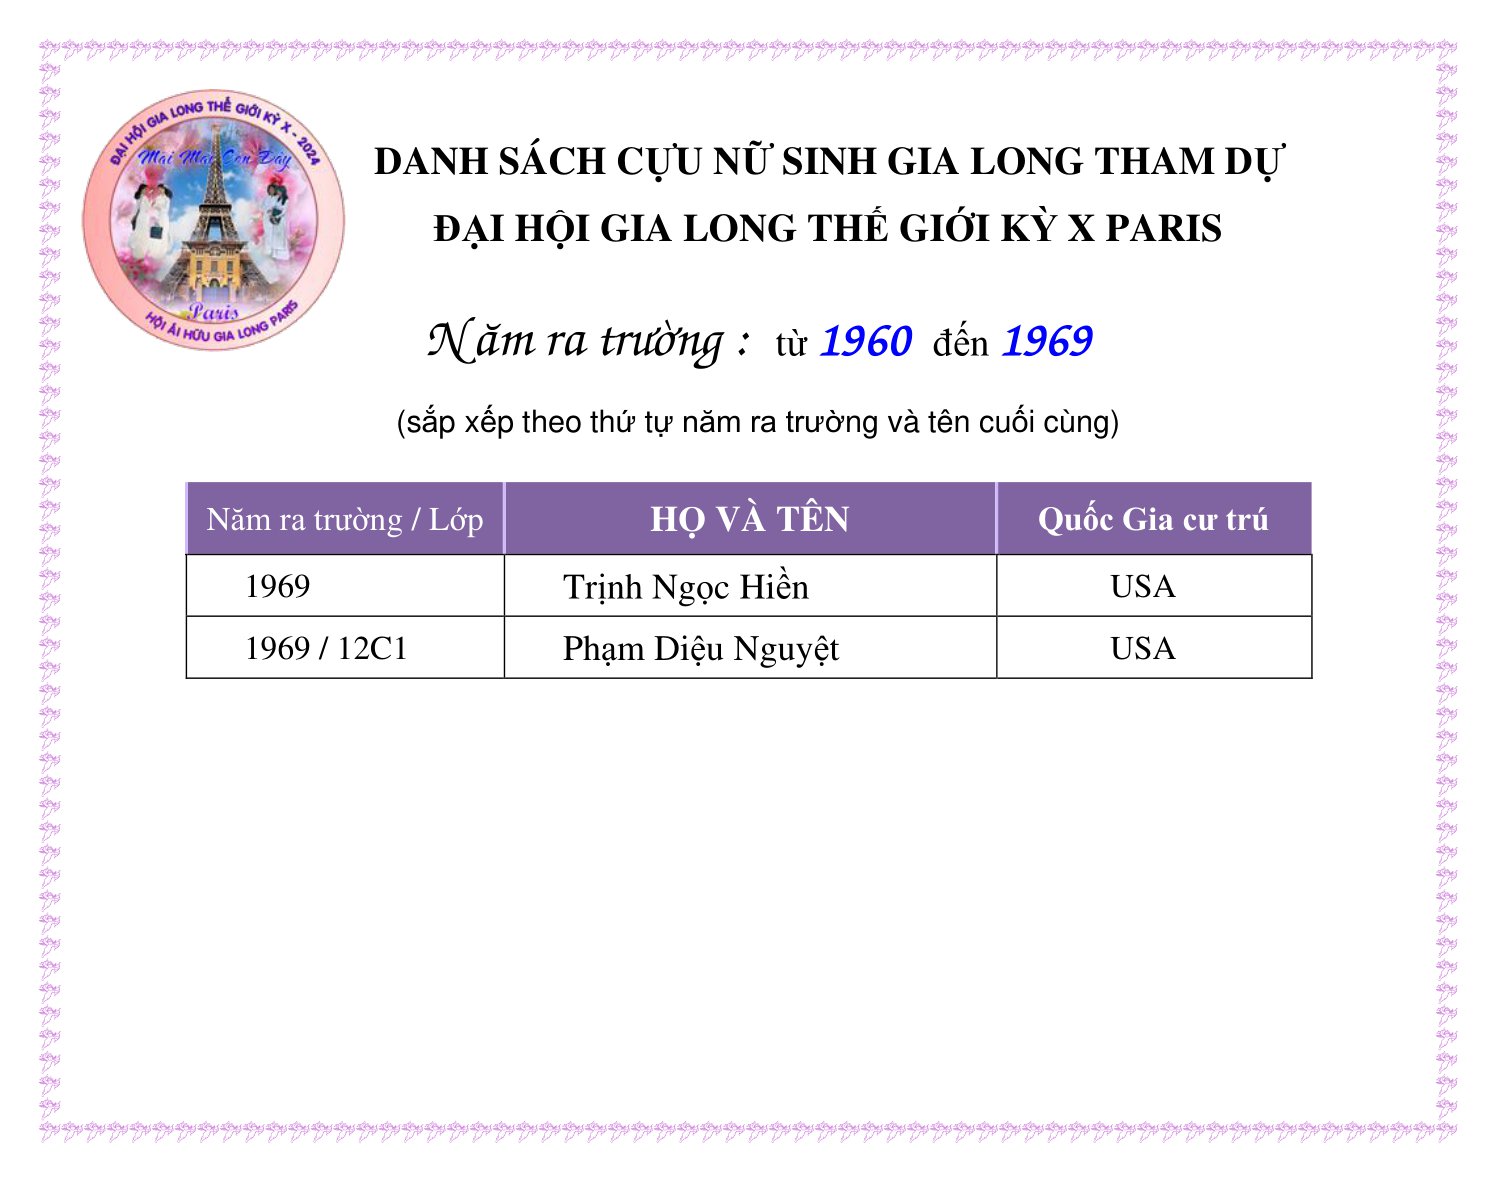 ĐẠI HỘI GIA LONG THẾ GIỚI KỲ X - 2024
Mãi Mãi Còn Đây
Paris
HỘI ÁI HỮU GIA LONG PARIS
DANH SÁCH CỰU NỮ SINH GIA LONG THAM DỰ
ĐẠI HỘI GIA LONG THẾ GIỚI KỲ X PARIS
Năm ra trường : từ 1960 đến 1969
(sắp xếp theo thứ tự năm ra trường và tên cuối cùng)
Năm ra trường / Lớp HỌ VÀ TÊN Quốc Gia cư trú
1969 Trịnh Ngọc Hiền USA
1969 / 12C1 Phạm Diệu Nguyệt USA